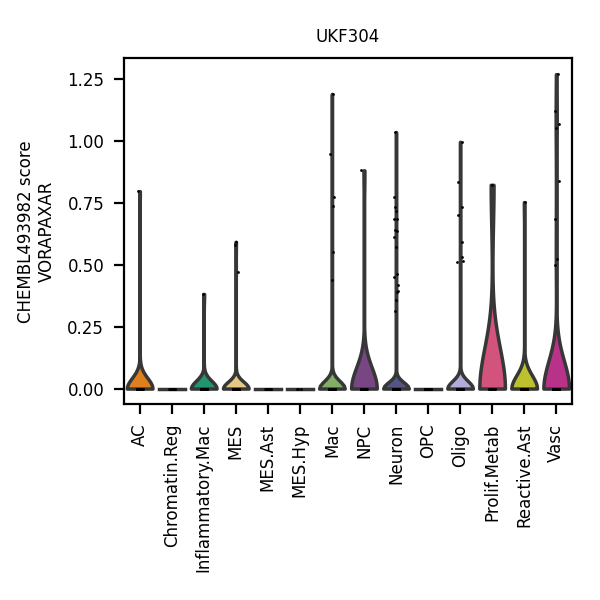 UKF304
CHEMBL493982 score
VORAPAXAR
1.25
1.00
0.75
0.50
0.25
0.00
AC
Chromatin.Reg
Inflammatory.Mac
MES
MES.Ast
MES.Hyp
Mac
NPC
Neuron
OPC
Oligo
Prolif.Metab
Reactive.Ast
Vasc